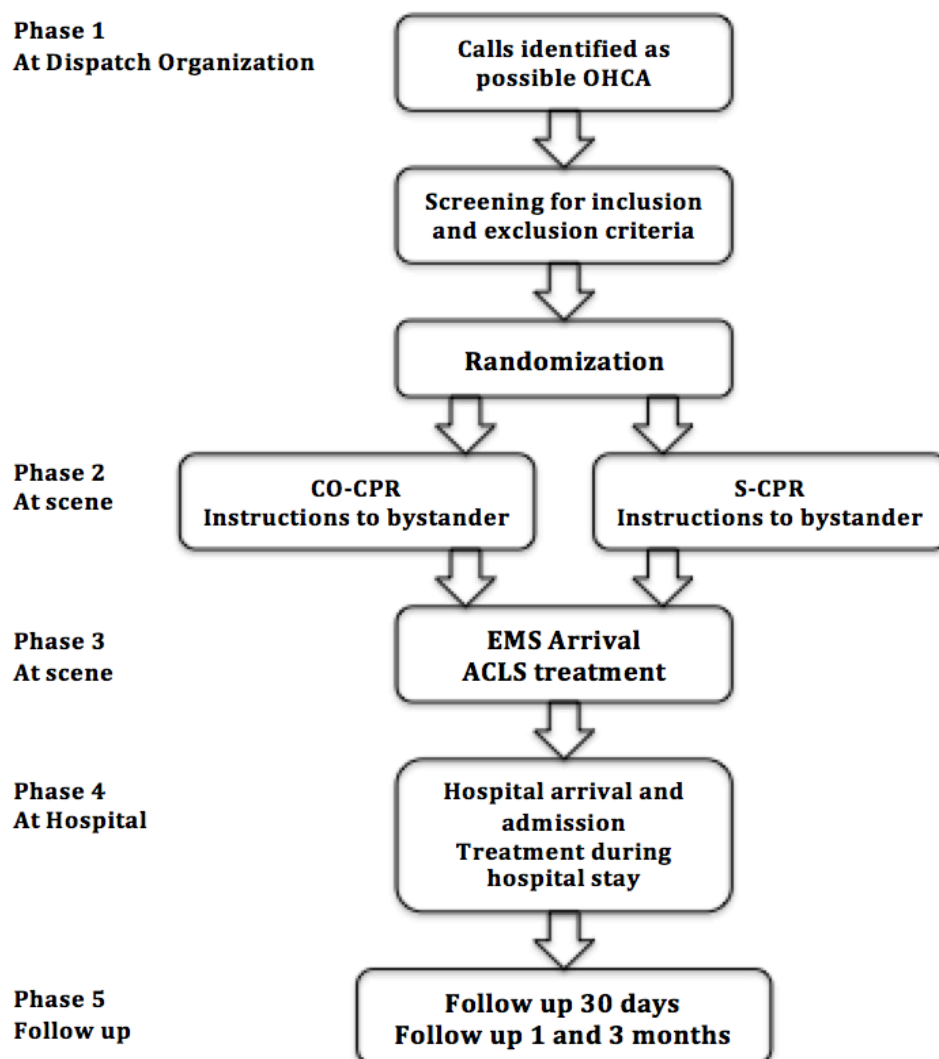 Phase 1
At Dispatch Organization
Calls identified as
possible OHCA
Screening for inclusion
and exclusion criteria
Randomization
Phase 2
At scene
CO-CPR
Instructions to bystander
S-CPR
Instructions to bystander
Phase 3
At scene
EMS Arrival
ACLS treatment
Phase 4
At Hospital
Hospital arrival and
admission
Treatment during
hospital stay
Phase 5
Follow up
Follow up 30 days
Follow up 1 and 3 months